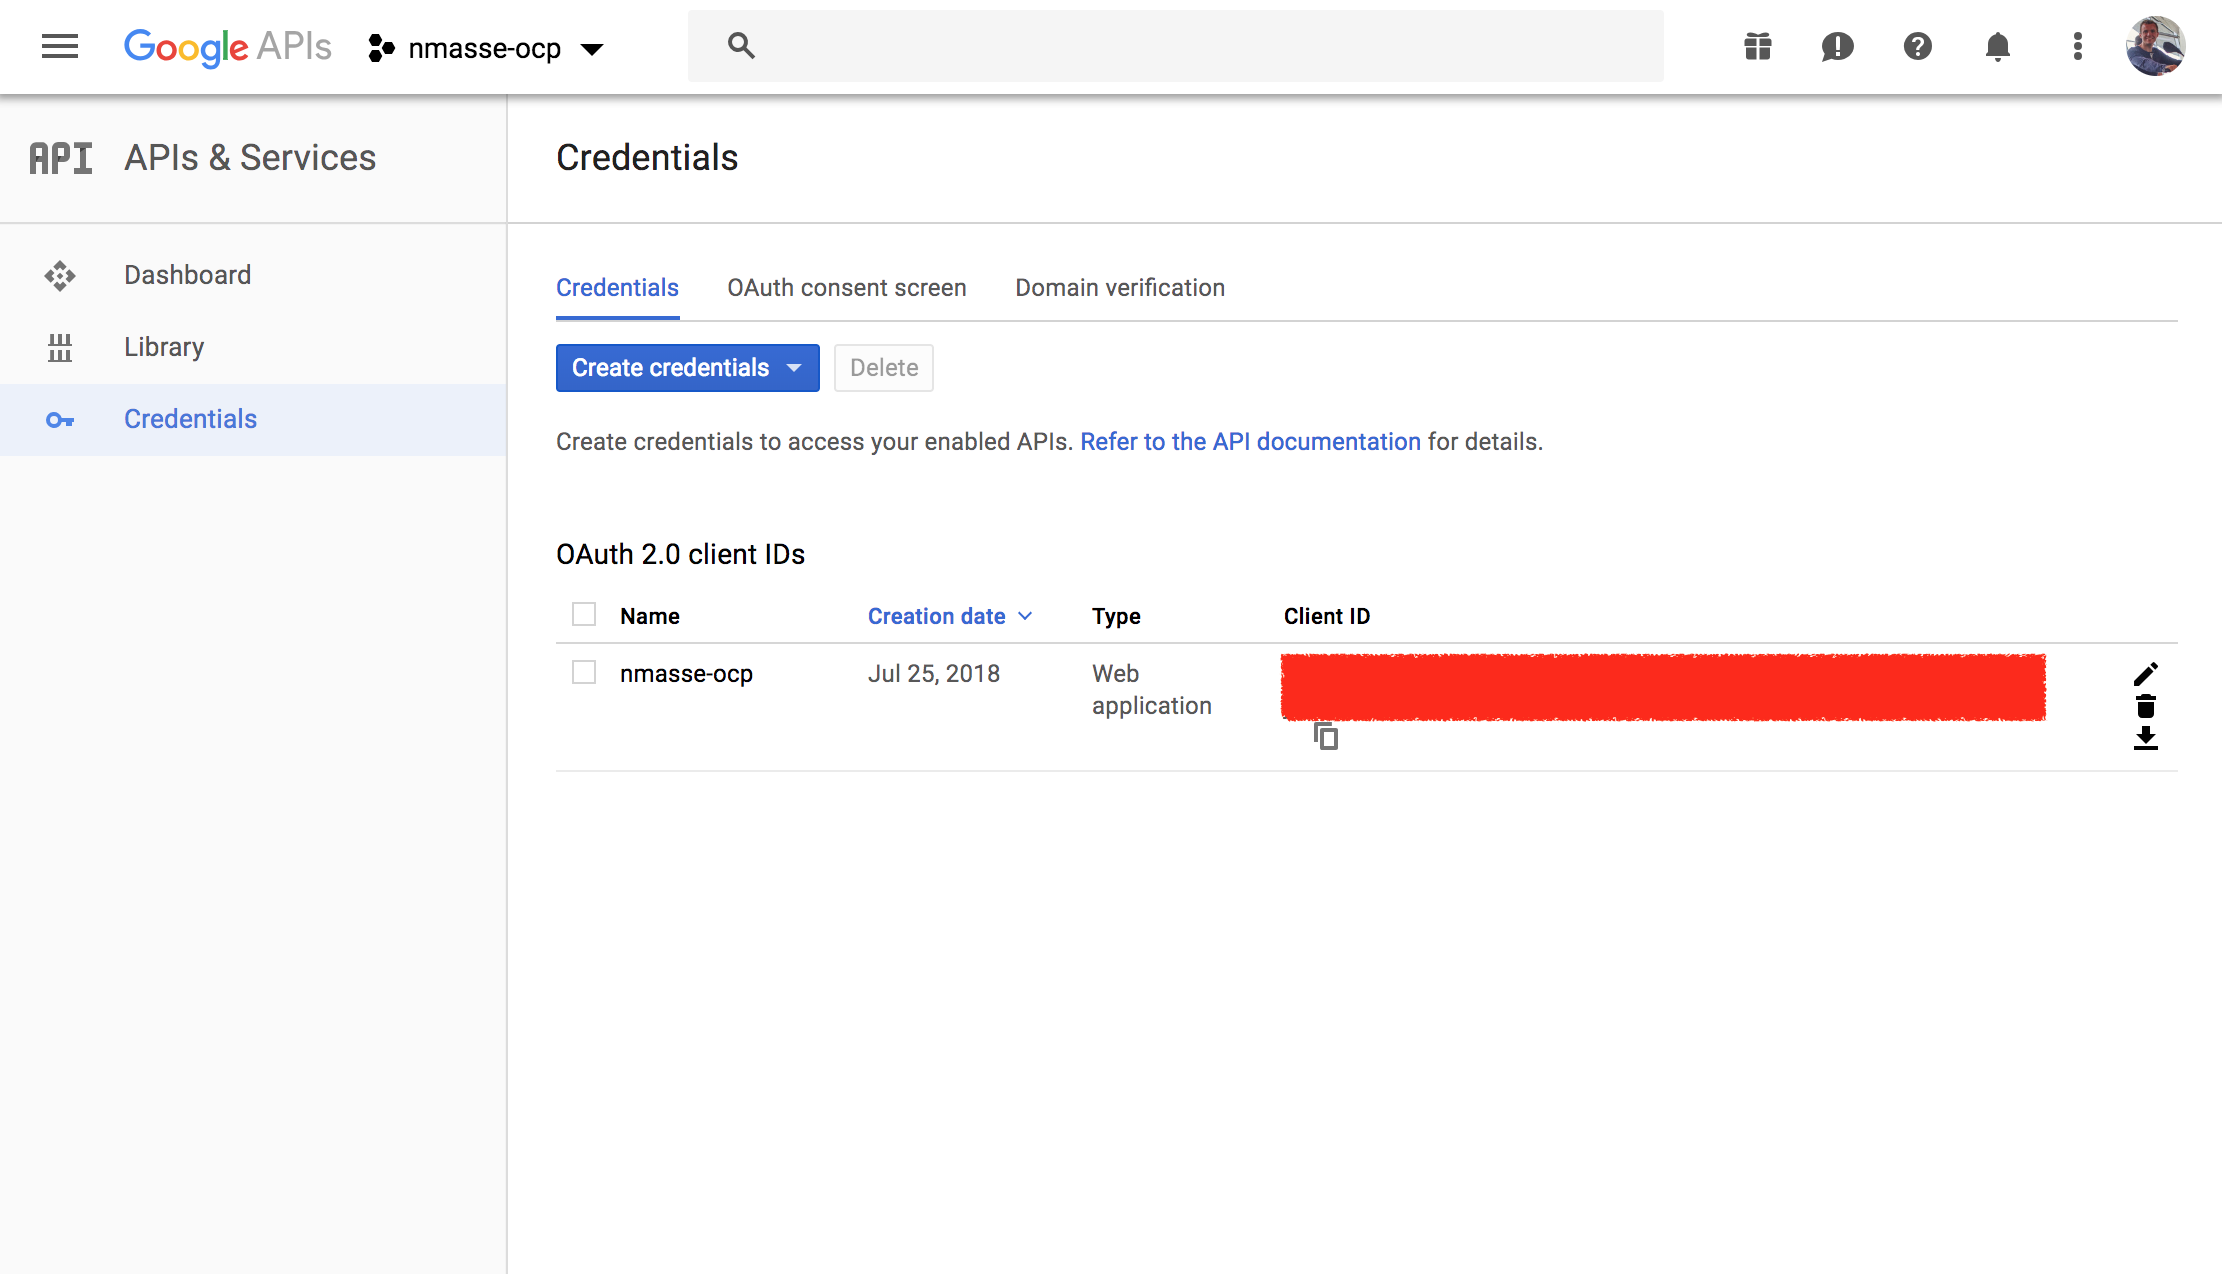 Google APIs nmasse-ocp
API APIs & Services Credentials
Dashboard
Library
Credentials
Credentials OAuth consent screen Domain verification
Create credentials Delete
Create credentials to access your enabled APIs. Refer to the API documentation for details.
OAuth 2.0 client IDs
Name Creation date Type Client ID
nmasse-ocp Jul 25, 2018 Web
application